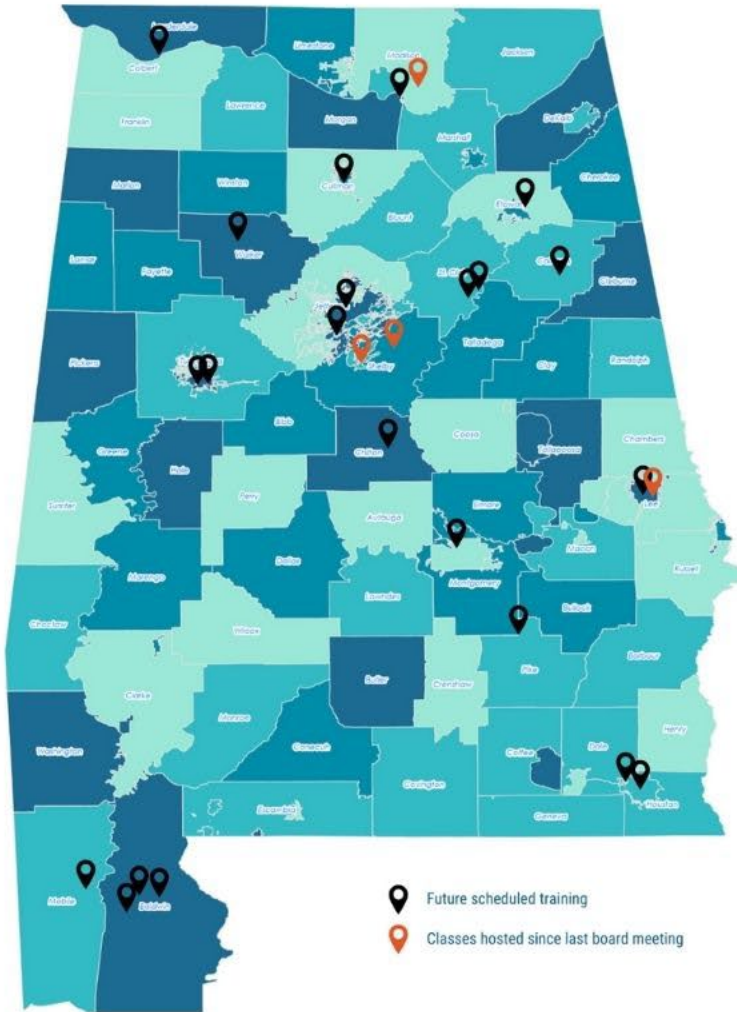 Lauderdale
Limestone
Madison
Jackson
Colbert
Lawrence
Franklin
Morgan
DeKalb
Marshall
Cherokee
Marion
Winston
Cullman
Etowah
Blount
Walker
Lamar
Fayette
Cleburne
Talladega
Pickens
Shelby
Clay
Randolph
Bibb
Coosa
Chambers
Greene
Hale
Chilton
Tallapoosa
Perry
Lee
Sumter
Elmore
Autauga
Macon
Dallas
Russell
Marengo
Montgomery
Bullock
Lowndes
Choctaw
Wilcox
Pike
Barbour
Butler
Crenshaw
Clarke
Monroe
Henry
Washington
Conecuh
Coffee
Dale
Covington
Escambia
Houston
Geneva
Mobile
Baldwin
Future scheduled training
Classes hosted since last board meeting